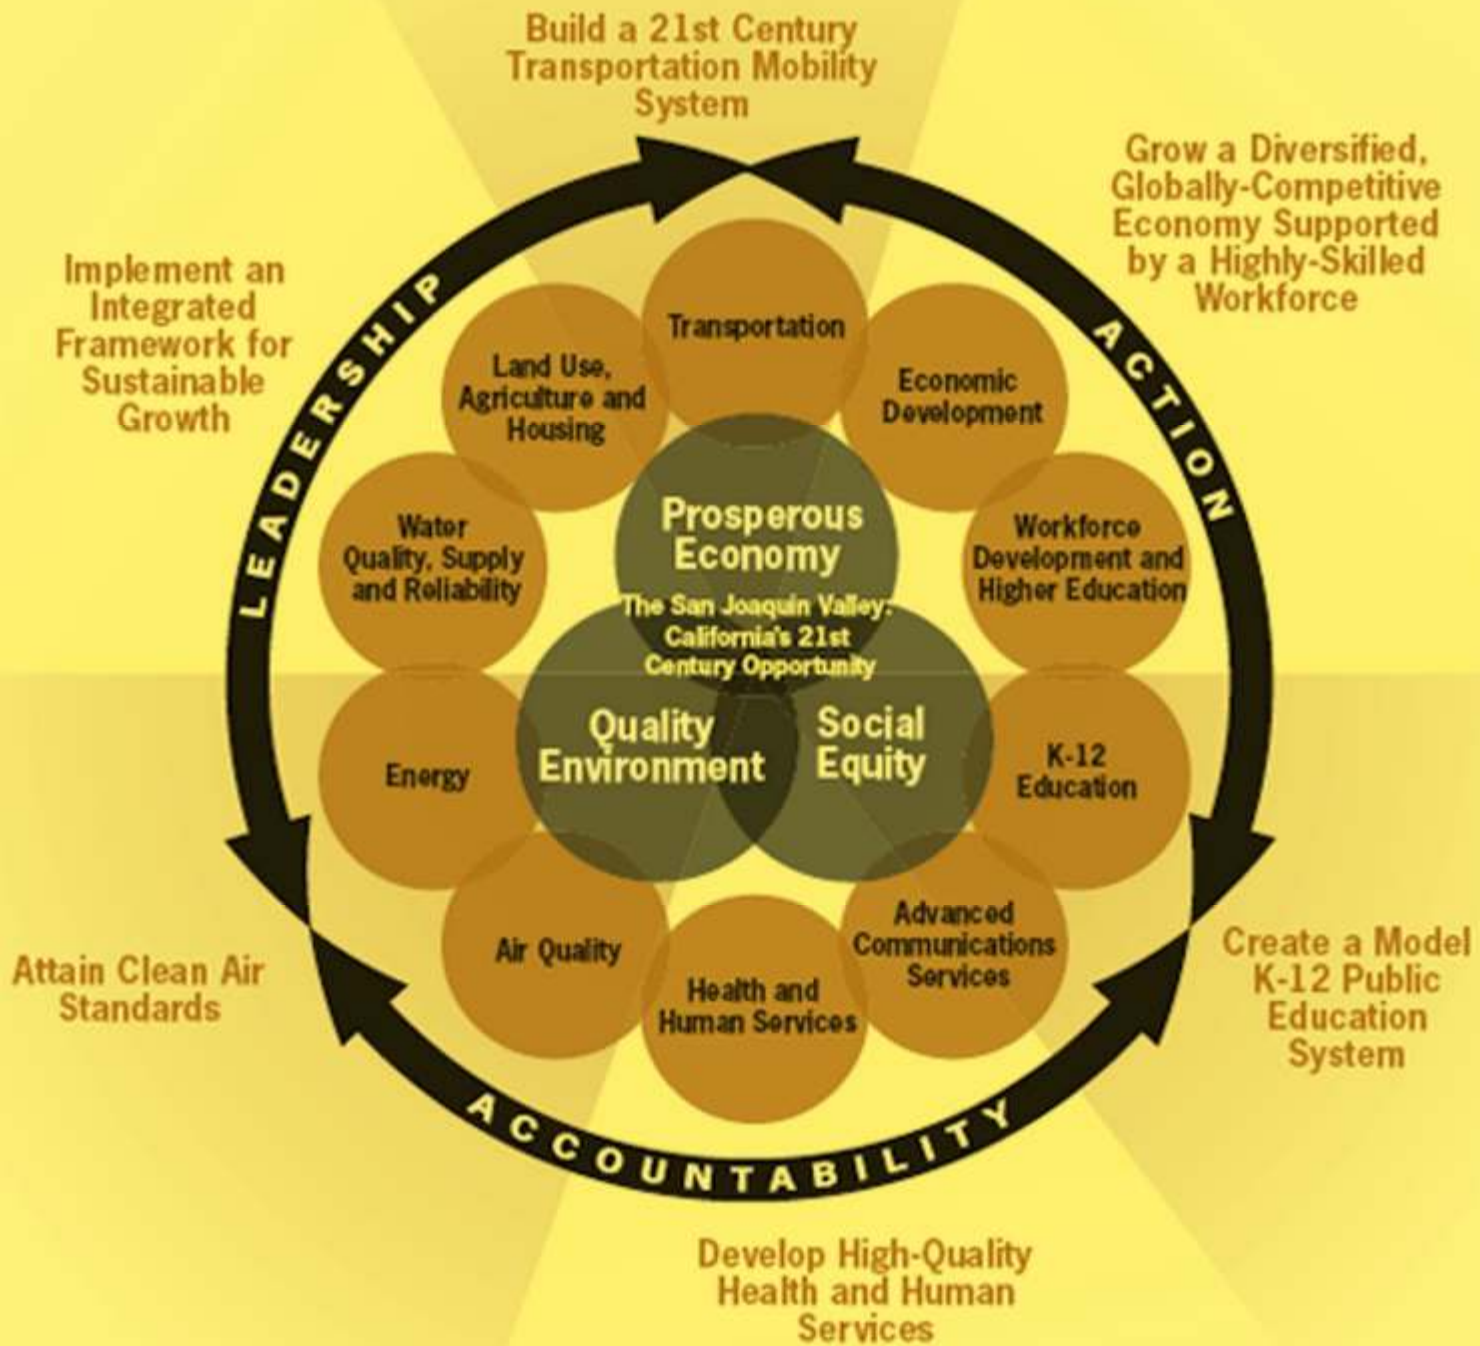 Build a 21st Century
Transportation Mobility
System
Grow a Diversified,
Globally-Competitive
Economy Supported
by a Highly-Skilled
Workforce
Implement an
Integrated
Framework for
Sustainable
Growth
LEADERSHIP
ACTION
Transportation
Land Use,
Agriculture and
Housing
Economic
Development
Water
Quality, Supply
and Reliability
Workforce
Development and
Higher Education
Prosperous
Economy
The San Joaquin Valley:
California's 21st
Century Opportunity
Quality
Environment
Social
Equity
Energy
K-12
Education
Air Quality
Advanced
Communications
Services
Health and
Human Services
Attain Clean Air
Standards
Create a Model
K-12 Public
Education
System
ACCOUNTABILITY
Develop High-Quality
Health and Human
Services